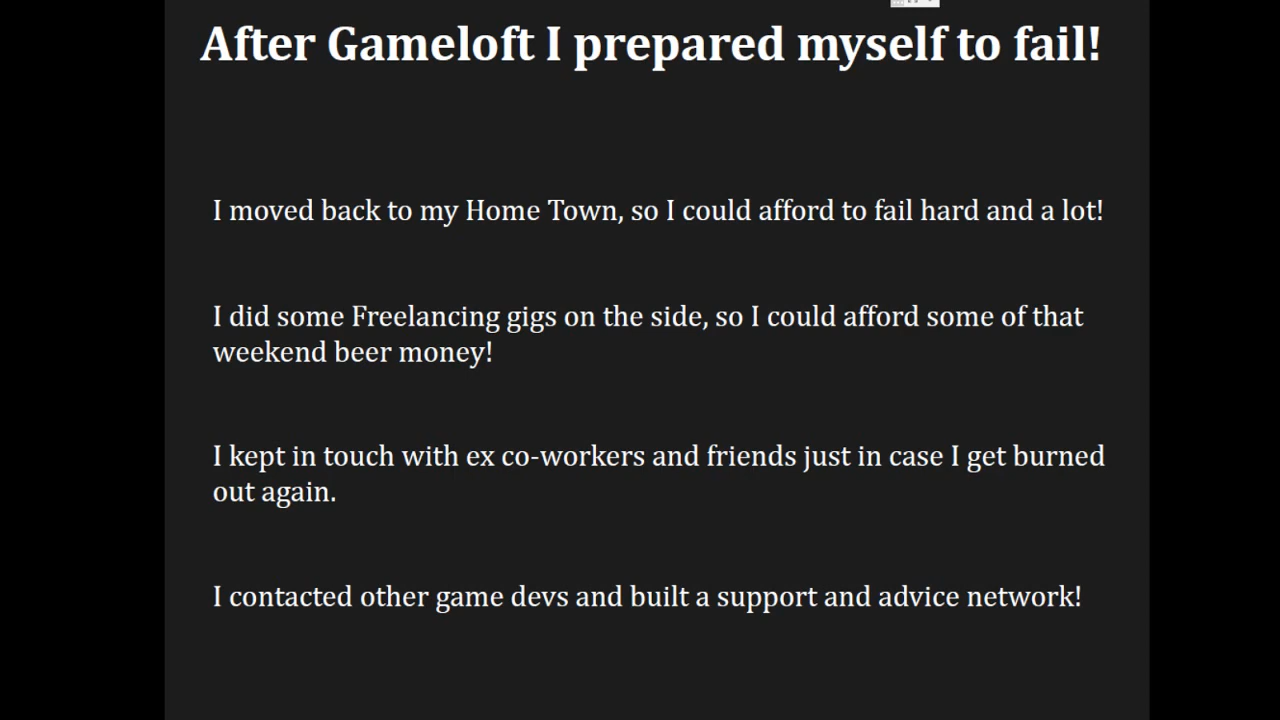 After Gameloft I prepared myself to fail!
I moved back to my Home Town, so I could afford to fail hard and a lot!
I did some Freelancing gigs on the side, so I could afford some of that
weekend beer money!
I kept in touch with ex co-workers and friends just in case I get burned
out again.
I contacted other game devs and built a support and advice network!